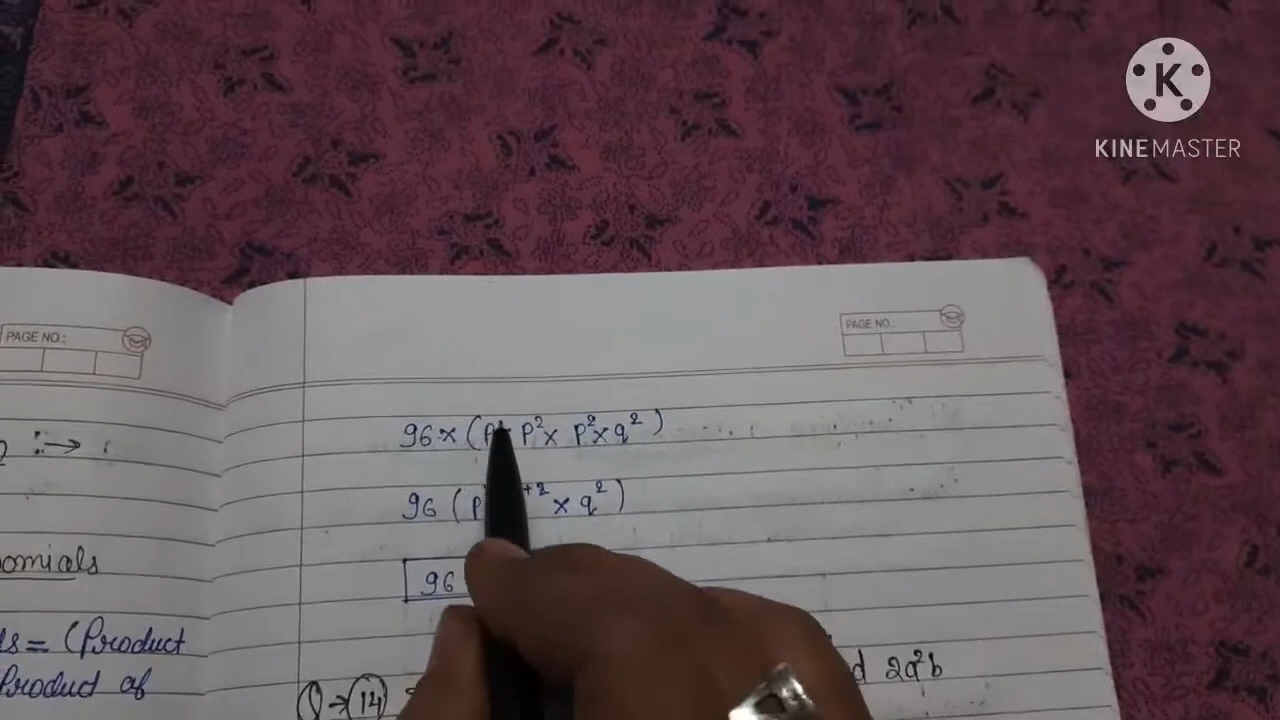 KINEMASTER
PAGE NO.:
PAGE NO.:
omials
ls = (Product
Product of
96 × (P × P² × P² × q²)
96 (P +2 × q²)
96
Q → 14
d 2a²b